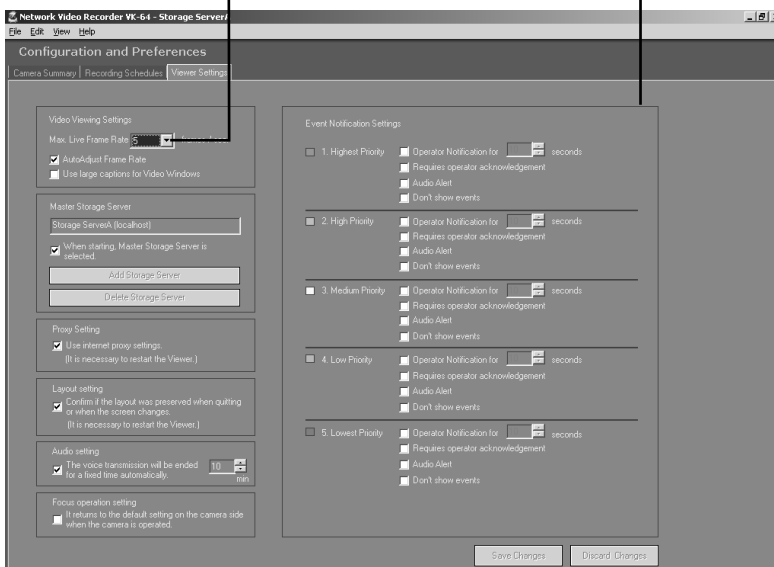 Network Video Recorder VK-64 - Storage ServerA
File Edit View Help
Configuration and Preferences
Camera Summary Recording Schedules Viewer Settings
Video Viewing Settings
Max. Live Frame Rate 5
AutoAdjust Frame Rate
Use large captions for Video Windows
Master Storage Server
Storage ServerA (localhost)
When starting, Master Storage Server is
selected.
Add Storage Server
Delete Storage Server
Proxy Setting
Use internet proxy settings.
(It is necessary to restart the Viewer.)
Layout setting
Confirm if the layout was preserved when quitting
or when the screen changes.
(It is necessary to restart the Viewer.)
Audio setting
The voice transmission will be ended 10
for a fixed time automatically. min
Focus operation setting
It returns to the default setting on the camera side
when the camera is operated.
Event Notification Settings
1. Highest Priority Operator Notification for seconds
Requires operator acknowledgement
Audio Alert
Don't show events
2. High Priority Operator Notification for seconds
Requires operator acknowledgement
Audio Alert
Don't show events
3. Medium Priority Operator Notification for seconds
Requires operator acknowledgement
Audio Alert
Don't show events
4. Low Priority Operator Notification for seconds
Requires operator acknowledgement
Audio Alert
Don't show events
5. Lowest Priority Operator Notification for seconds
Requires operator acknowledgement
Audio Alert
Don't show events
Save Changes Discard Changes